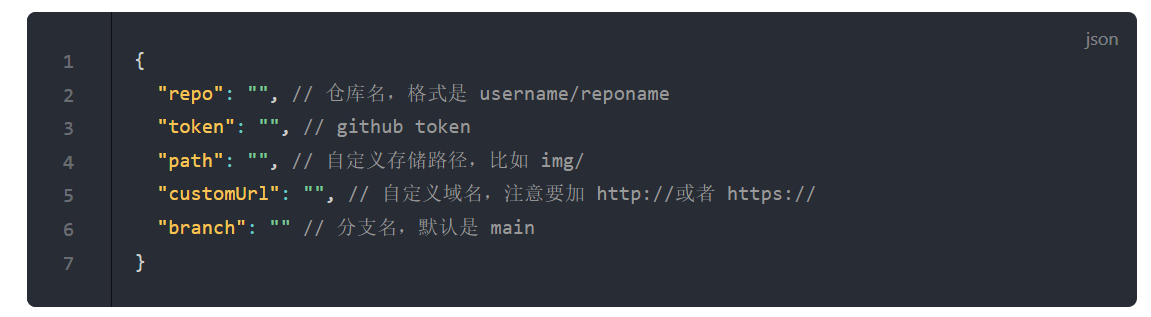 json
1 {
2 "repo": "", // 仓库名，格式是 username/reponame
3 "token": "", // github token
4 "path": "", // 自定义存储路径，比如 img/
5 "customUrl": "", // 自定义域名，注意要加 http://或者 https://
6 "branch": "" // 分支名，默认是 main
7 }